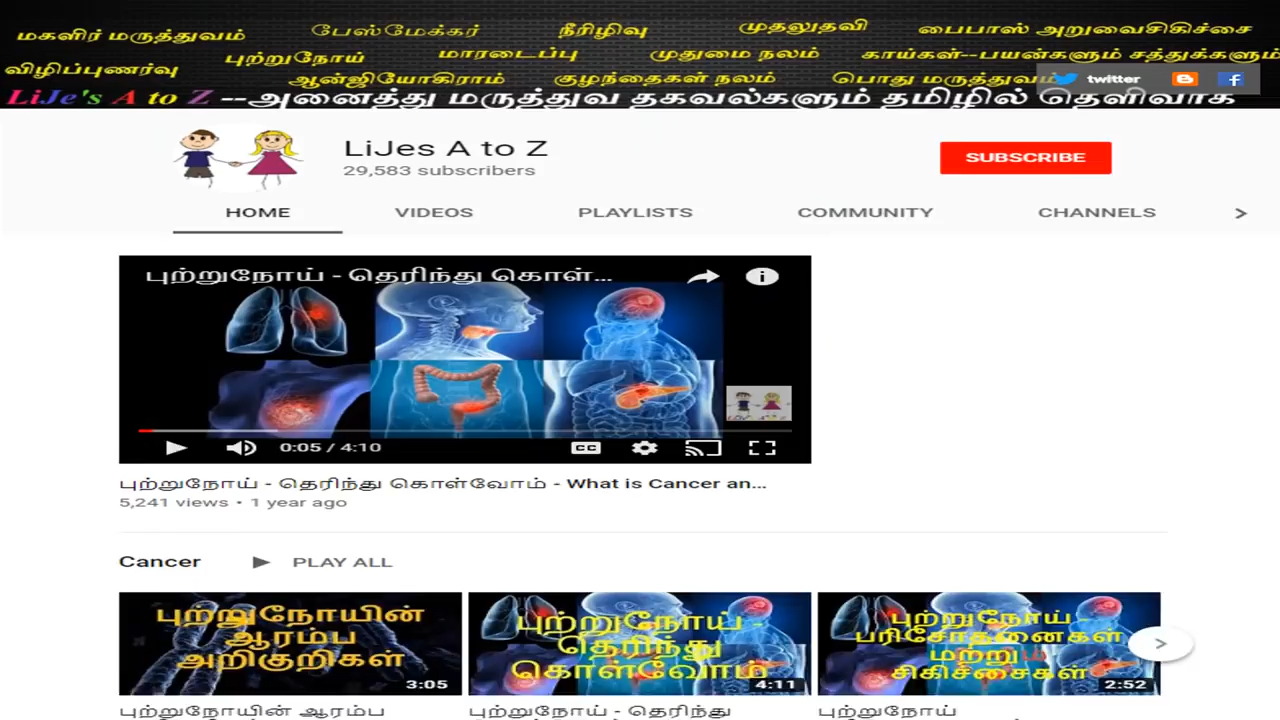 மகளிர் மருத்துவம் பேஸ்மேக்கர் நீரிழிவு முதலுதவி பைபாஸ் அறுவைசிகிச்சை
விழிப்புணர்வு புற்றுநோய் மாரடைப்பு முதுமை நலம் காய்கள்--பயன்களும் சத்துக்களும்
ஆன்ஜியோகிராம் குழந்தைகள் நலம் பொது மருத்துவம் twitter
LiJe's A to Z --அனைத்து மருத்துவ தகவல்களும் தமிழில் தெளிவாக
LiJes A to Z
29,583 subscribers
SUBSCRIBE
HOME VIDEOS PLAYLISTS COMMUNITY CHANNELS
புற்றுநோய் - தெரிந்து கொள்...
0:05 / 4:10 CC
புற்றுநோய் - தெரிந்து கொள்வோம் - What is Cancer an...
5,241 views • 1 year ago
Cancer PLAY ALL
புற்றுநோயின்
ஆரம்ப
அறிகுறிகள்
3:05
புற்றுநோய் -
தெரிந்து
கொள்வோம்
4:11
புற்றுநோய் -
பரிசோதனைகள்
மற்றும்
சிகிச்சைகள்
2:52
புற்றுநோயின் ஆரம்ப புற்றுநோய் - தெரிந்து புற்றுநோய்